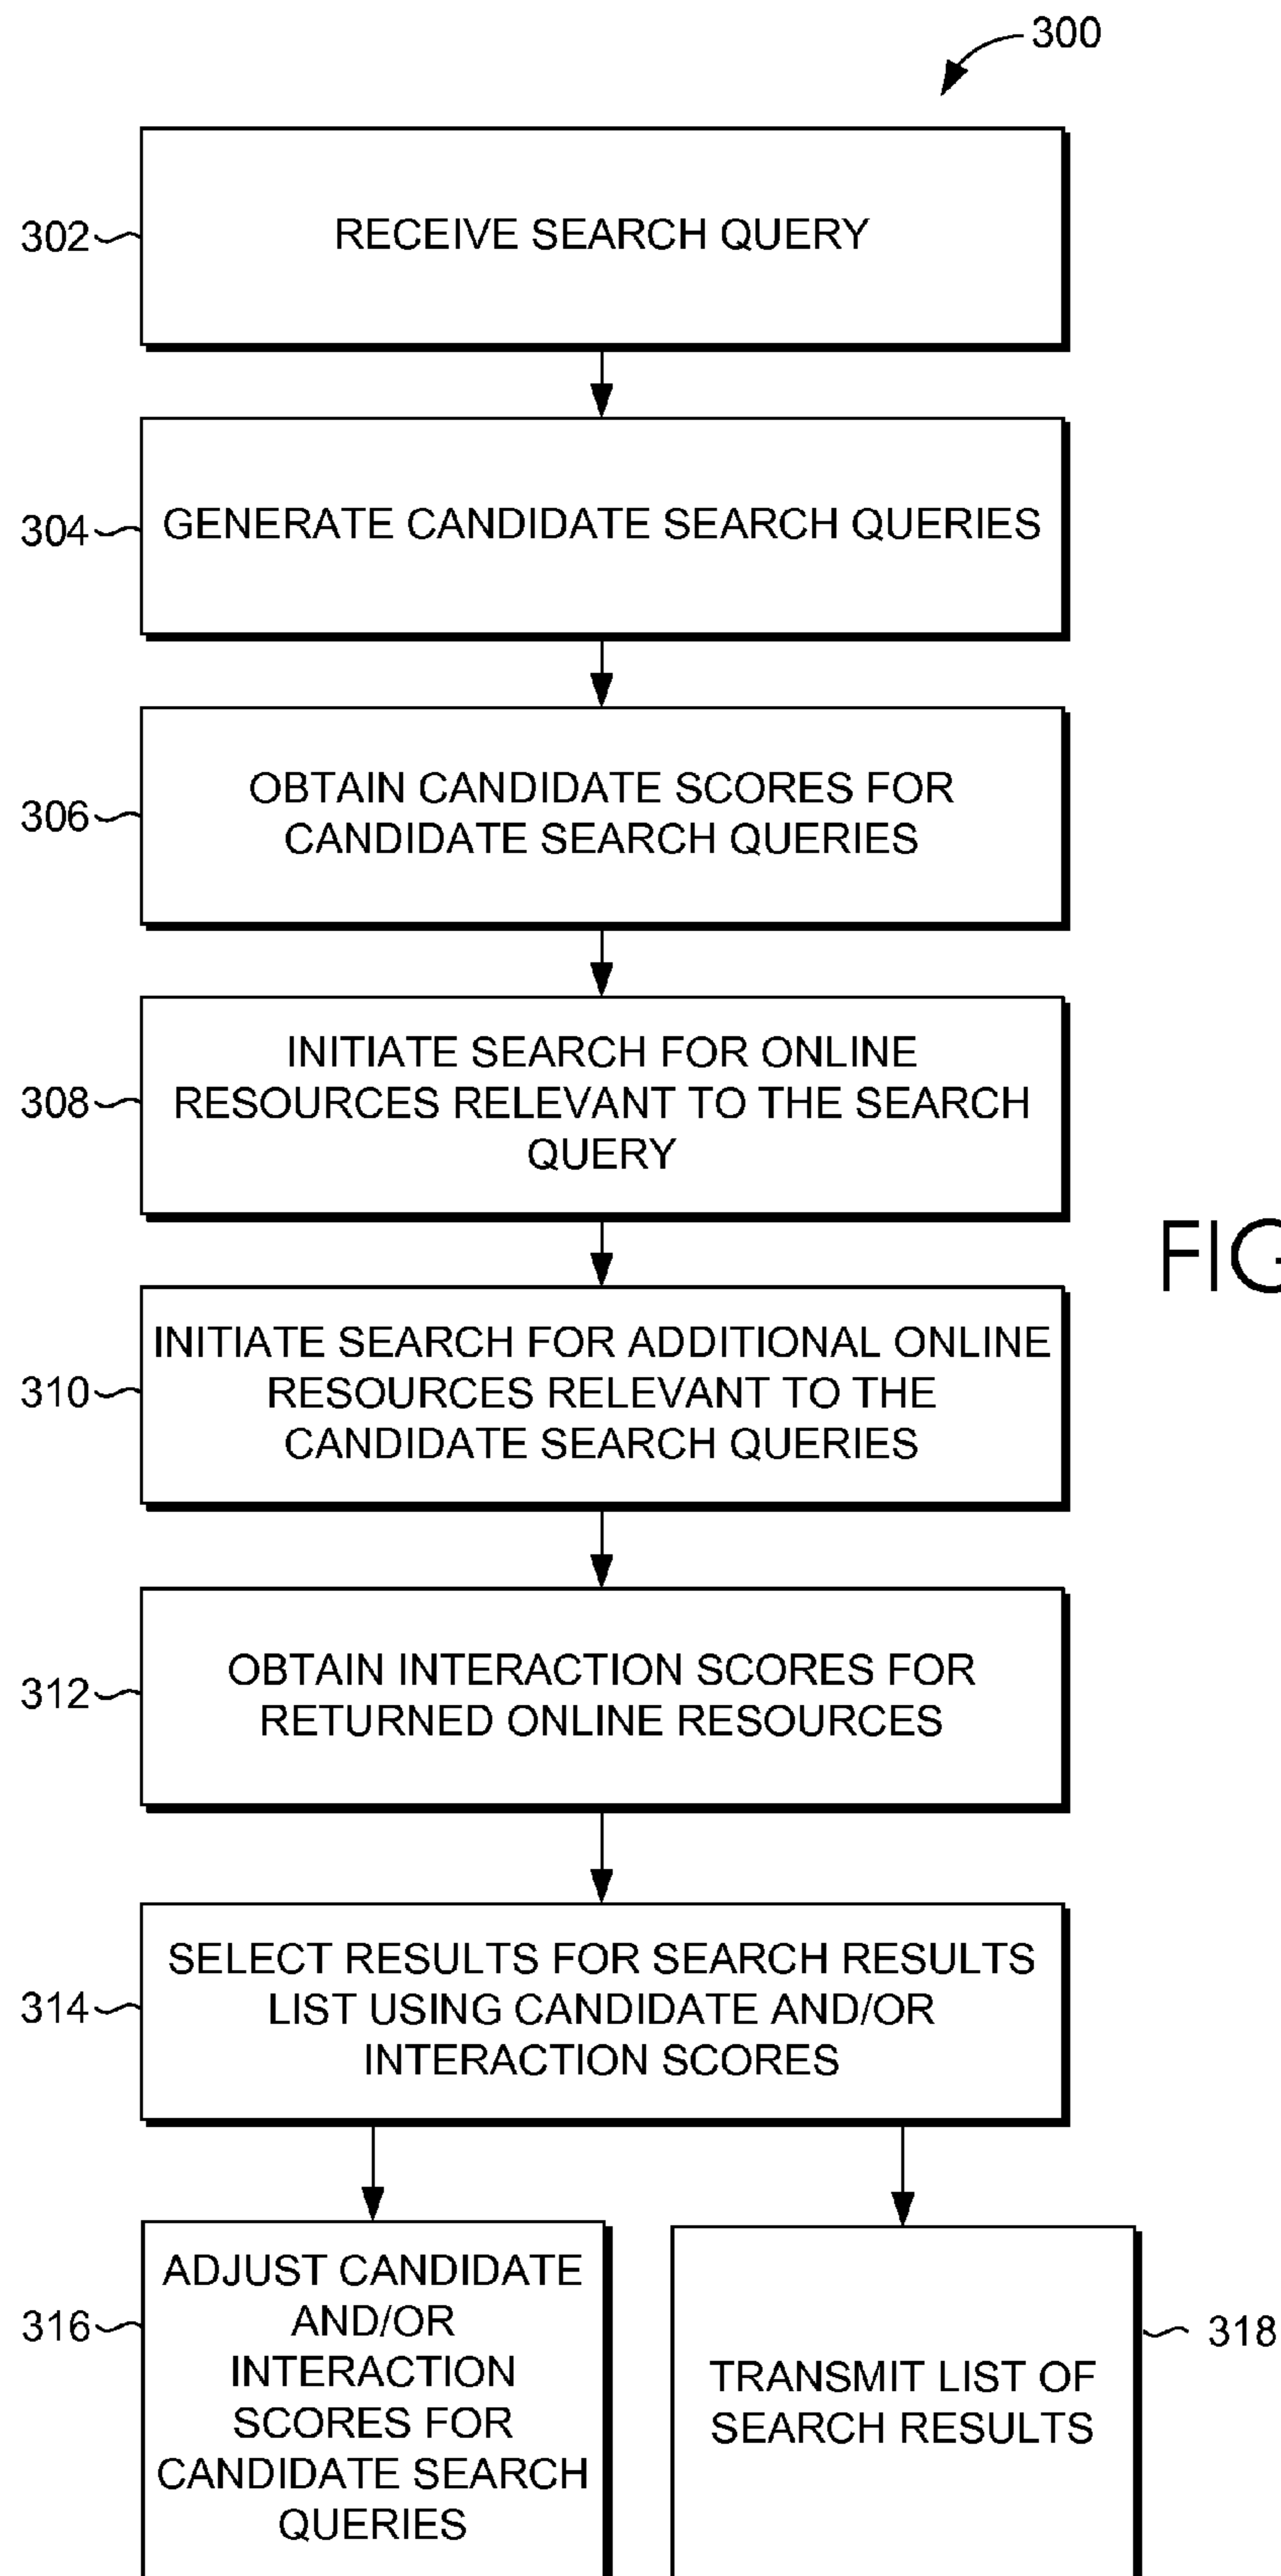 300
302
RECEIVE SEARCH QUERY
304
GENERATE CANDIDATE SEARCH QUERIES
306
OBTAIN CANDIDATE SCORES FOR
CANDIDATE SEARCH QUERIES
308
INITIATE SEARCH FOR ONLINE
RESOURCES RELEVANT TO THE SEARCH
QUERY
FIG
310
INITIATE SEARCH FOR ADDITIONAL ONLINE
RESOURCES RELEVANT TO THE
CANDIDATE SEARCH QUERIES
312
OBTAIN INTERACTION SCORES FOR
RETURNED ONLINE RESOURCES
314
SELECT RESULTS FOR SEARCH RESULTS
LIST USING CANDIDATE AND/OR
INTERACTION SCORES
316
ADJUST CANDIDATE
AND/OR
INTERACTION
SCORES FOR
CANDIDATE SEARCH
QUERIES
318
TRANSMIT LIST OF
SEARCH RESULTS